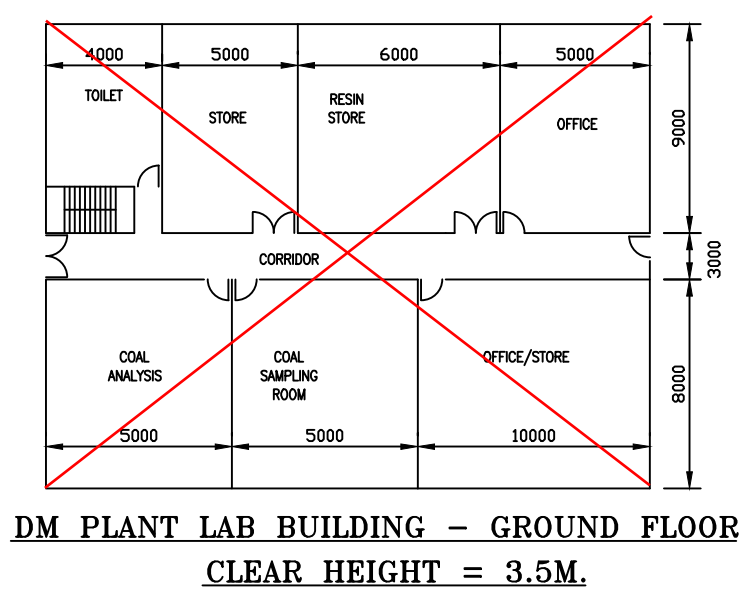 4000 5000 6000 5000
TOILET
STORE
RESIN
STORE
OFFICE
9000
CORRIDOR
3000
COAL
ANALYSIS
COAL
SAMPLING
ROOM
OFFICE/STORE
8000
5000 5000 10000
DM PLANT LAB BUILDING - GROUND FLOOR
CLEAR HEIGHT = 3.5M.